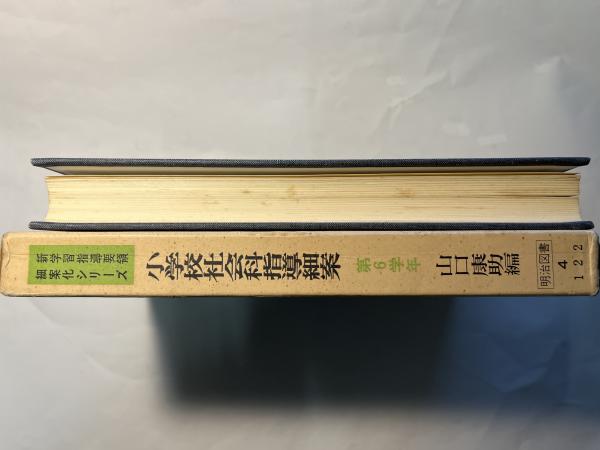 新学習指導要領
細案化シリーズ
小学校社会科指導細案
第6学年
山口康助編
明治図書
4
122